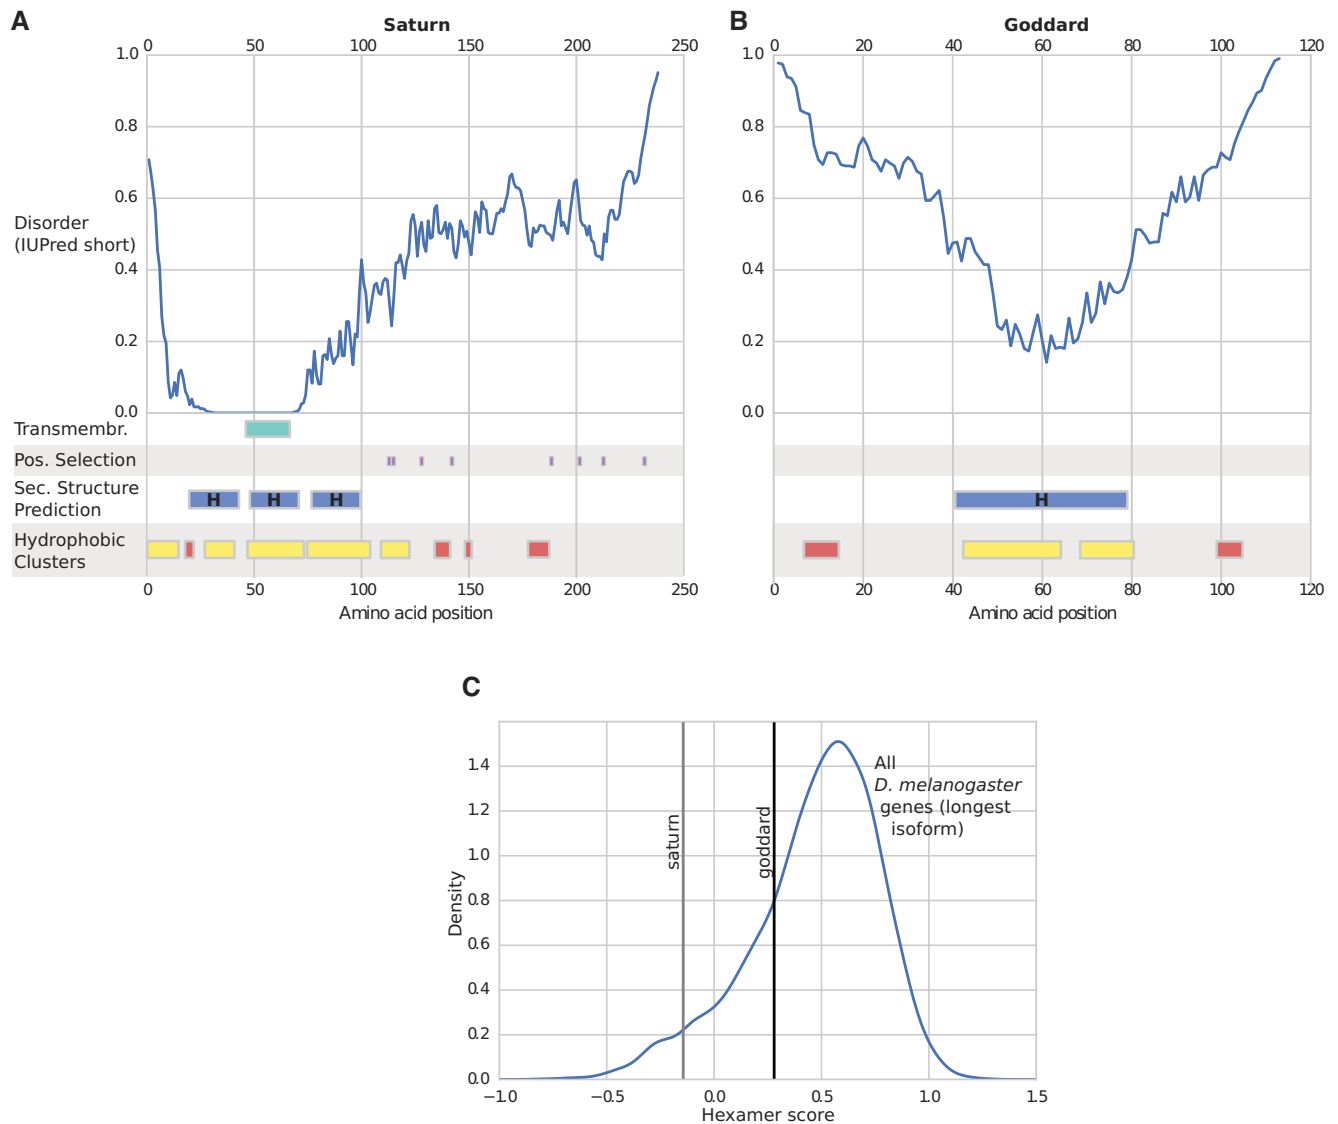 A
Saturn
0 50 100 150 200 250
1.0
0.8
0.6
0.4
0.2
0.0
Disorder
(IUPred short)
Transmembr.
Pos. Selection
Sec. Structure
Prediction
H H H
Hydrophobic
Clusters
0 50 100 150 200 250
Amino acid position
B
Goddard
0 20 40 60 80 100 120
1.0
0.8
0.6
0.4
0.2
0.0
H
0 20 40 60 80 100 120
Amino acid position
C
1.4
1.2
1.0
0.8
0.6
0.4
0.2
0.0
Density
saturn
goddard
All
D. melanogaster
genes (longest
isoform)
−1.0 −0.5 0.0 0.5 1.0 1.5
Hexamer score